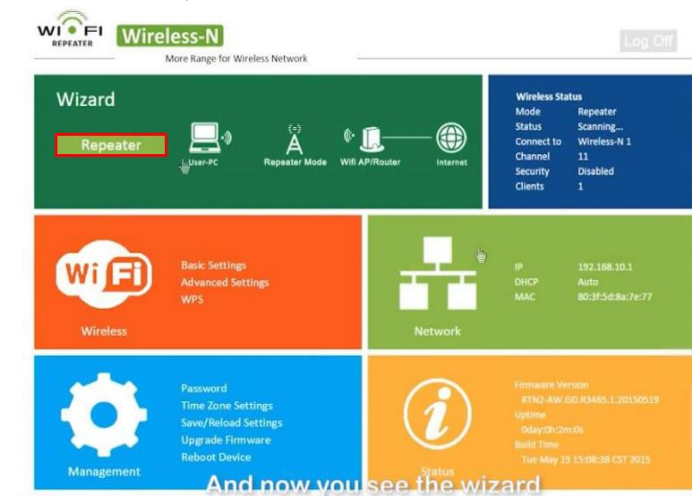 WI FI
REPEATER
Wireless-N
More Range for Wireless Network
Log Off
Wizard
Repeater
User-PC
Repeater Mode
Wifi AP/Router
Internet
Wireless Status
Mode Repeater
Status Scanning...
Connect to Wireless-N 1
Channel 11
Security Disabled
Clients 1
Wi Fi
Wireless
Basic Settings
Advanced Settings
WPS
Network
IP 192.168.10.1
DHCP Auto
MAC 80:3f:5d:8a:7e:77
Management
Password
Time Zone Settings
Save/Reload Settings
Upgrade Firmware
Reboot Device
Status
Firmware Version
RTN2-AW.GD.R3465.1.20150519
Uptime
0day:0h:2m:0s
Build Time
Tue May 19 15:08:38 CST 2015
And now you see the wizard